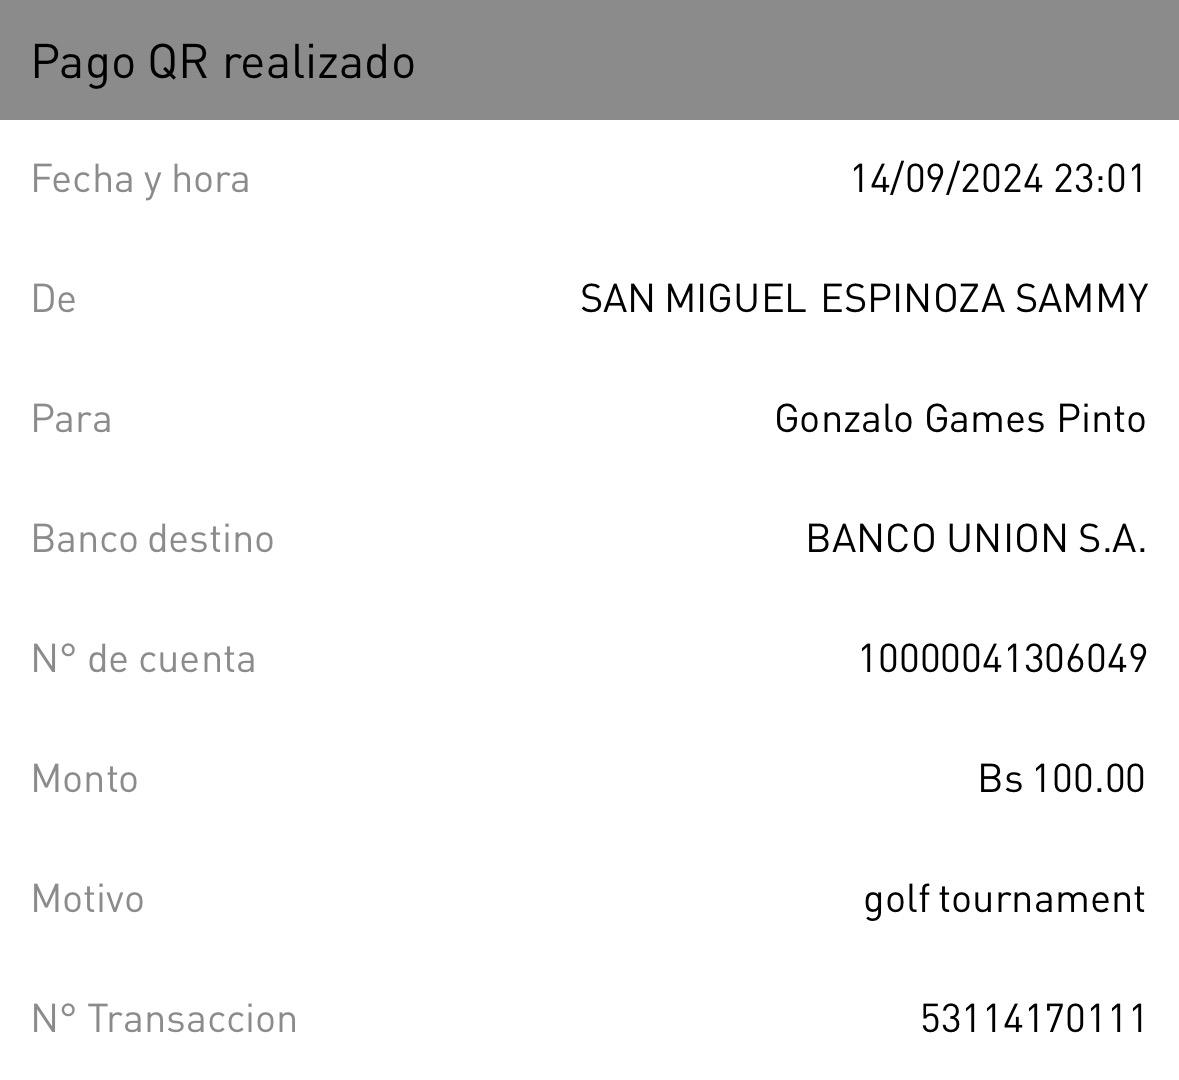 Pago QR realizado
Fecha y hora 14/09/2024 23:01
De SAN MIGUEL ESPINOZA SAMMY
Para Gonzalo Games Pinto
Banco destino BANCO UNION S.A.
N° de cuenta 10000041306049
Monto Bs 100.00
Motivo golf tournament
N° Transaccion 53114170111